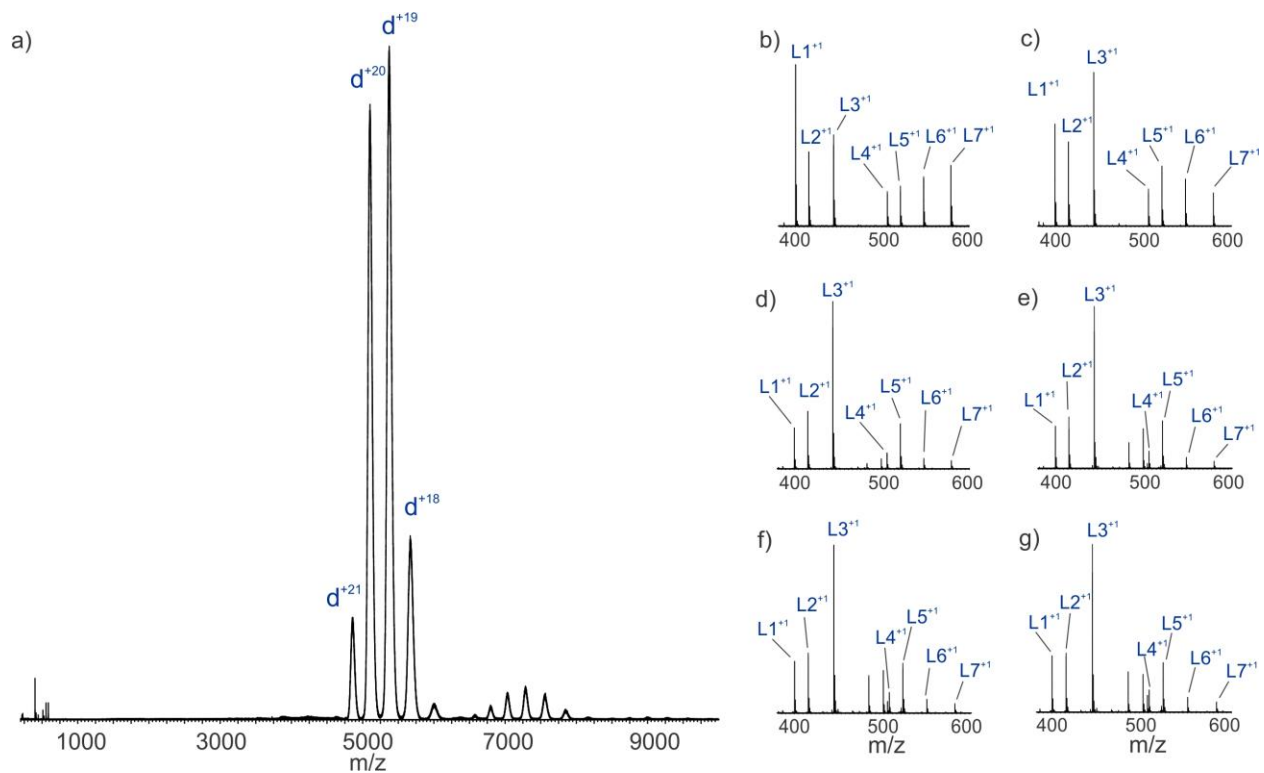 a)
d+21
d+20
d+19
d+18
1000 3000 5000 7000 9000
m/z
b)
L1+1
L2+1
L3+1
L4+1
L5+1
L6+1
L7+1
400 500 600
c)
L1+1
L2+1
L3+1
L4+1
L5+1
L6+1
L7+1
400 500 600
d)
L1+1
L2+1
L3+1
L4+1
L5+1
L6+1
L7+1
400 500 600
e)
L1+1
L2+1
L3+1
L4+1
L5+1
L6+1
L7+1
400 500 600
f)
L1+1
L2+1
L3+1
L4+1
L5+1
L6+1
L7+1
400 500 600
m/z
g)
L1+1
L2+1
L3+1
L4+1
L5+1
L6+1
L7+1
400 500 600
m/z